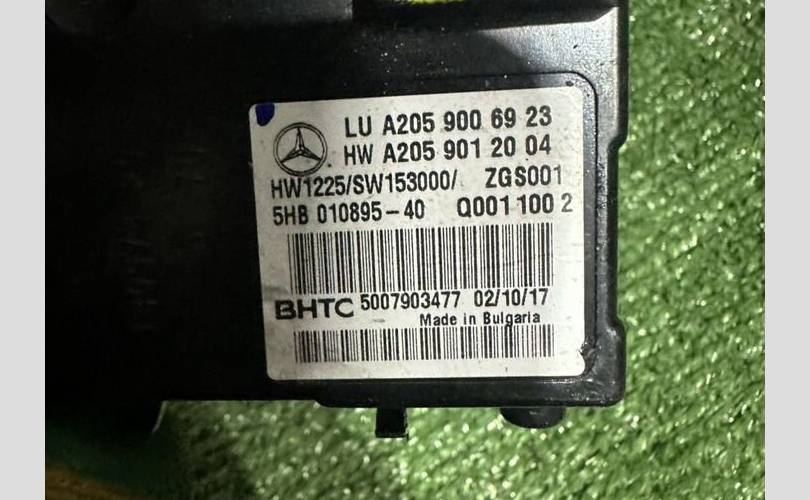 LU A205 900 69 23
HW A205 901 20 04
HW1225/SW153000/ ZGS001
5HB 010895-40 Q001 100 2
BHTC 5007903477 02/10/17
Made in Bulgaria